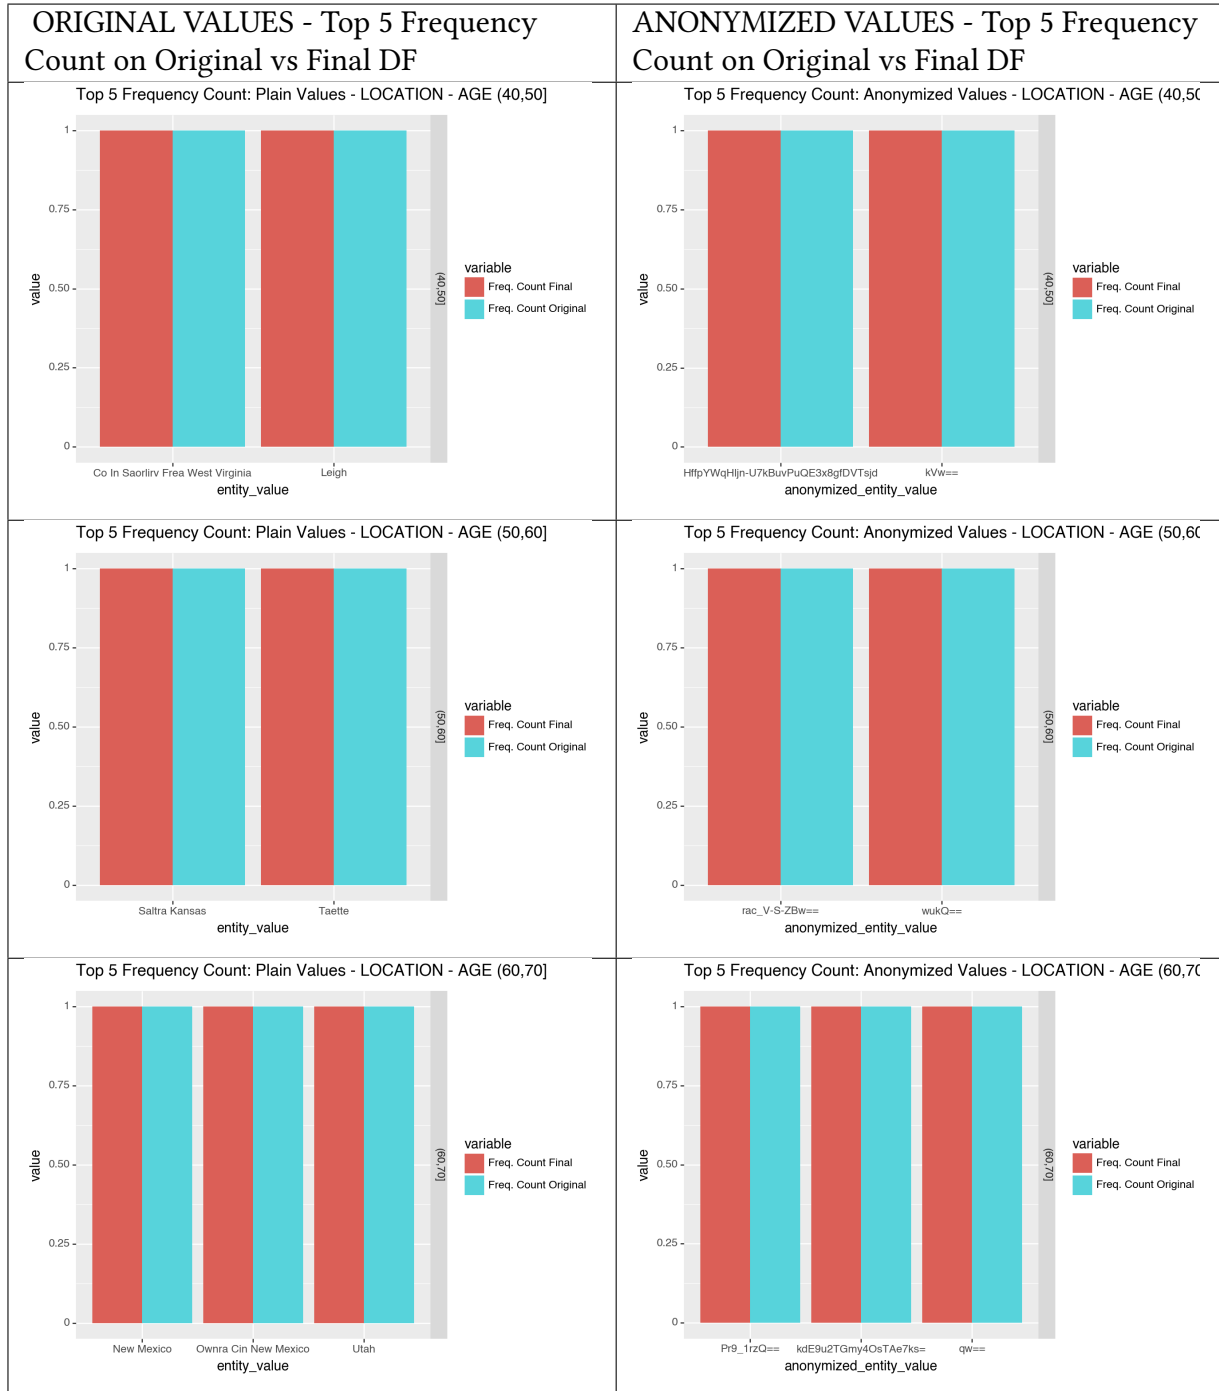 ORIGINAL VALUES - Top 5 Frequency
Count on Original vs Final DF
ANONYMIZED VALUES - Top 5 Frequency
Count on Original vs Final DF
Top 5 Frequency Count: Plain Values - LOCATION - AGE (40,50]
1
0.75
0.50
0.25
0
value
(40,50]
Co In Saorlirv Frea West Virginia
Leigh
entity_value
variable
Freq. Count Final
Freq. Count Original
Top 5 Frequency Count: Anonymized Values - LOCATION - AGE (40,50
1
0.75
0.50
0.25
0
value
(40,50]
HffpYWqHljn-U7kBuvPuQE3x8gfDVTsjd
kVw==
anonymized_entity_value
variable
Freq. Count Final
Freq. Count Original
Top 5 Frequency Count: Plain Values - LOCATION - AGE (50,60]
1
0.75
0.50
0.25
0
value
(50,60]
Saltra Kansas
Taette
entity_value
variable
Freq. Count Final
Freq. Count Original
Top 5 Frequency Count: Anonymized Values - LOCATION - AGE (50,60
1
0.75
0.50
0.25
0
value
(50,60]
rac_V-S-ZBw==
wukQ==
anonymized_entity_value
variable
Freq. Count Final
Freq. Count Original
Top 5 Frequency Count: Plain Values - LOCATION - AGE (60,70]
1
0.75
0.50
0.25
0
value
(60,70]
New Mexico
Ownra Cin New Mexico
Utah
entity_value
variable
Freq. Count Final
Freq. Count Original
Top 5 Frequency Count: Anonymized Values - LOCATION - AGE (60,70
1
0.75
0.50
0.25
0
value
(60,70]
Pr9_1rzQ==
kdE9u2TGmy4OsTAe7ks=
qw==
anonymized_entity_value
variable
Freq. Count Final
Freq. Count Original